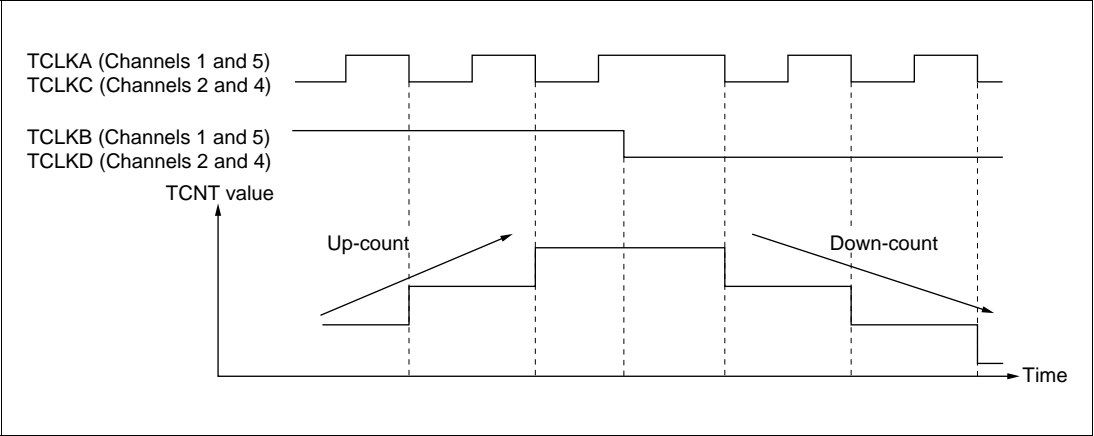 TCLKA (Channels 1 and 5)
TCLKC (Channels 2 and 4)
TCLKB (Channels 1 and 5)
TCLKD (Channels 2 and 4)
TCNT value
Up-count
Down-count
Time